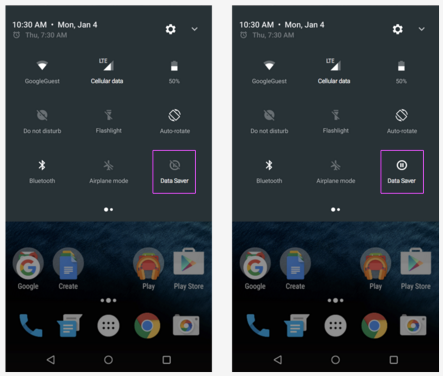 10:30 AM • Mon, Jan 4
Thu, 7:30 AM
LTE
GoogleGuest Cellular data 50%
Do not disturb Flashlight Auto-rotate
Bluetooth Airplane mode Data Saver
Google Create Play Play Store
10:30 AM • Mon, Jan 4
Thu, 7:30 AM
LTE
GoogleGuest Cellular data 50%
Do not disturb Flashlight Auto-rotate
Bluetooth Airplane mode Data Saver
Google Create Play Play Store